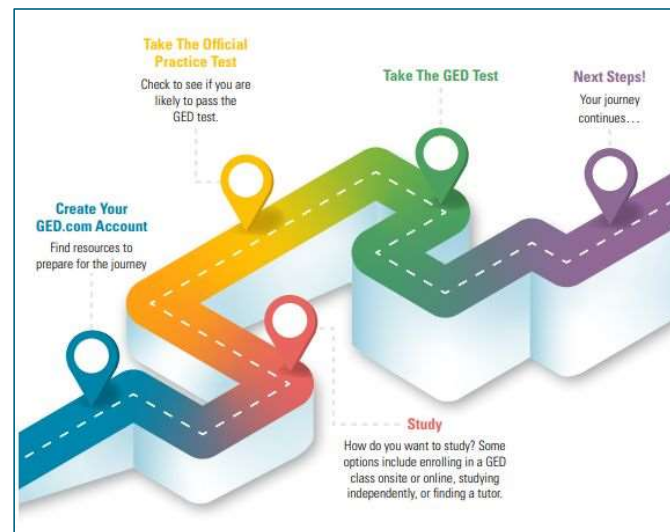 Take The Official
Practice Test
Check to see if you are
likely to pass the
GED test.
Take The GED Test
Next Steps!
Your journey
continues…
Create Your
GED.com Account
Find resources to
prepare for the journey
Study
How do you want to study? Some
options include enrolling in a GED
class onsite or online, studying
independently, or finding a tutor.